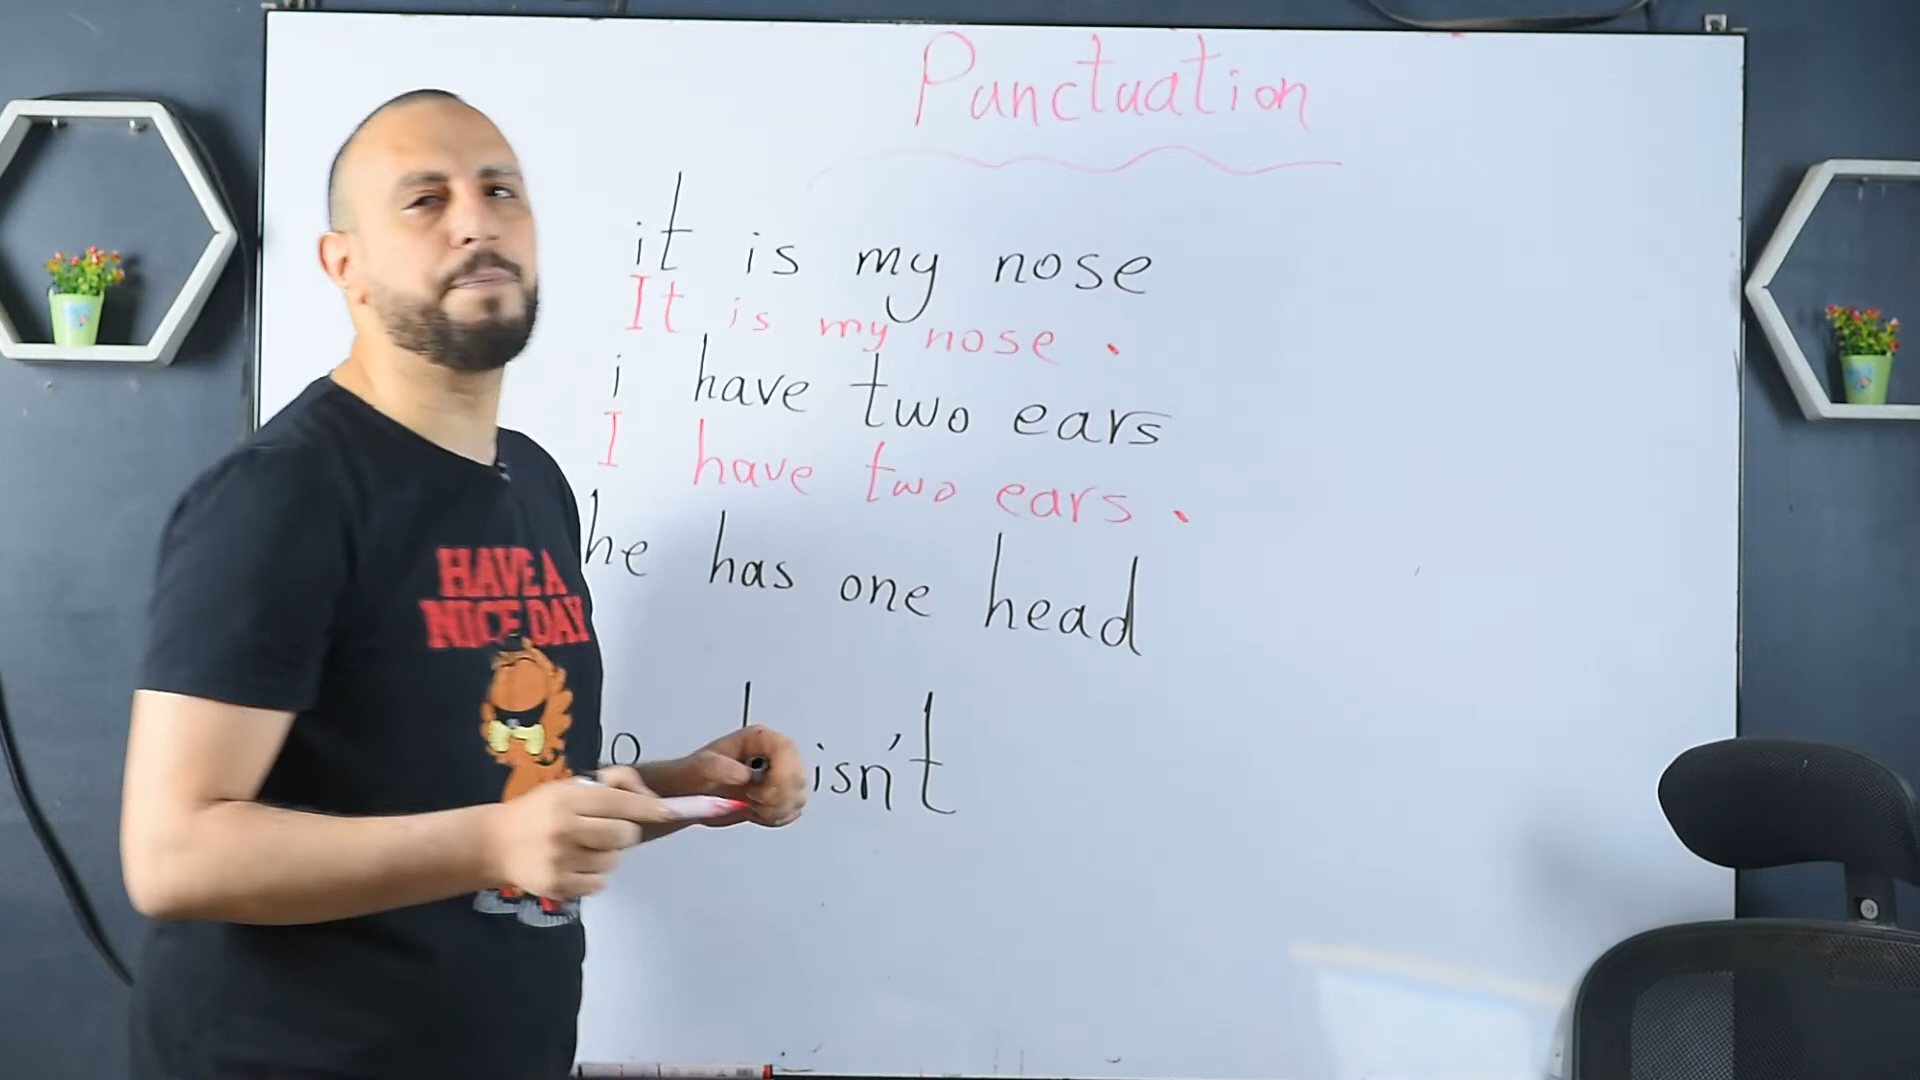 Punctuation
it is my nose
It is my nose.
i have two ears
I have two ears.
he has one head
isn't
HAVE A
NICE DAY